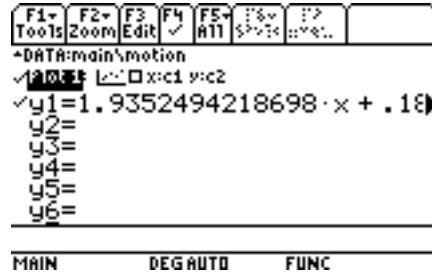 F1 F2 F3 F4 F5
Tools Zoom Edit ✓ All
DATA:main\motion
✓Plot 1: x:c1 y:c2
✓y1=1.9352494218698·x + .18
y2=
y3=
y4=
y5=
y6=
MAIN DEG AUTO FUNC